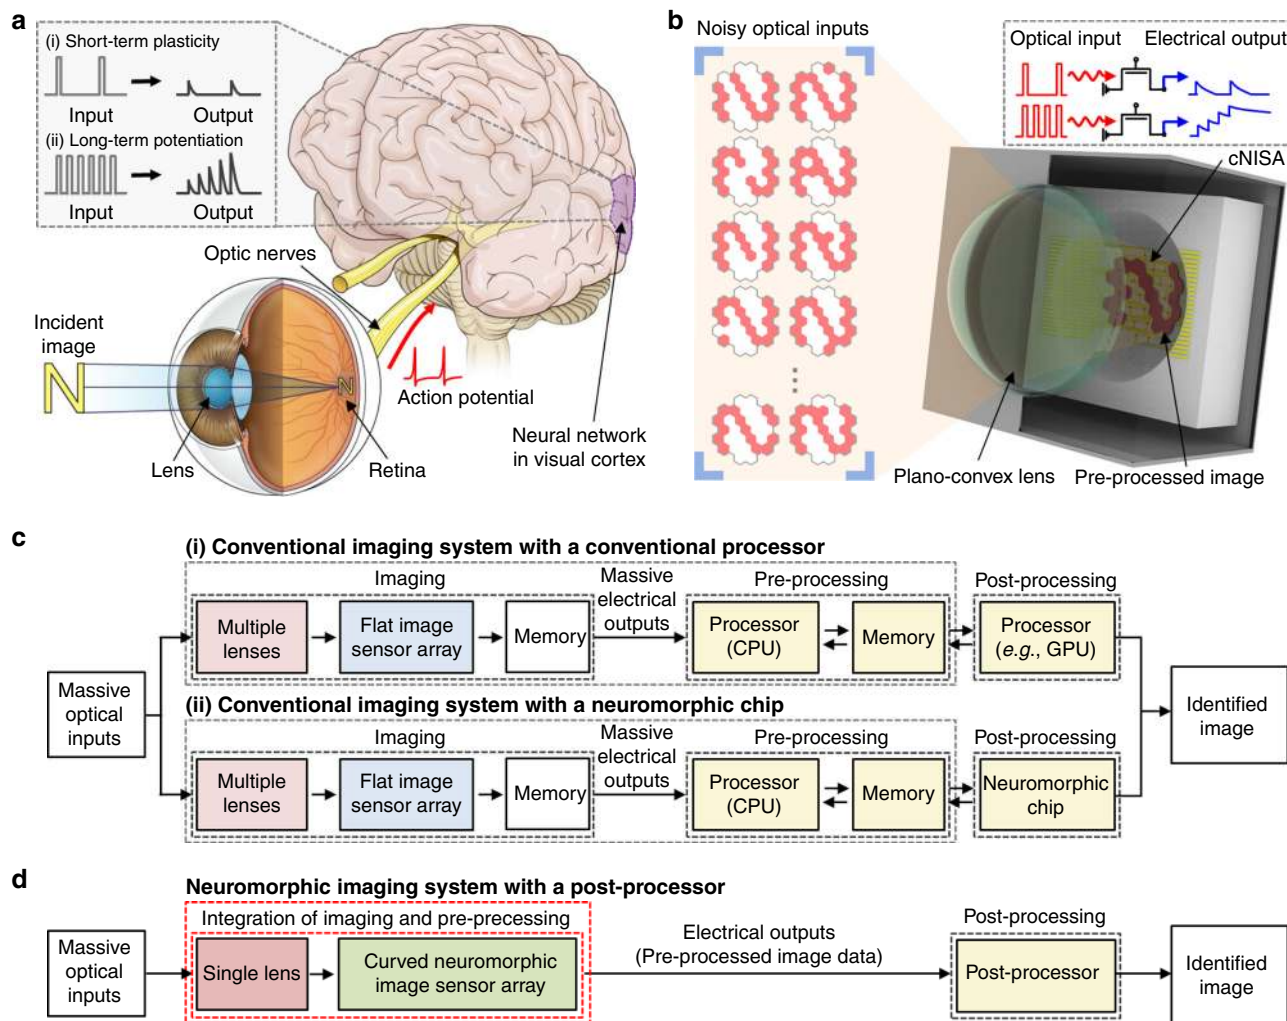 a
(i) Short-term plasticity
Input
Output
(ii) Long-term potentiation
Input
Output
Optic nerves
Incident
image
N
N
Action potential
Lens
Retina
Neural network
in visual cortex
b
Noisy optical inputs
Optical input
Electrical output
cNISA
Plano-convex lens
Pre-processed image
c
(i) Conventional imaging system with a conventional processor
Imaging
Massive
electrical
outputs
Pre-processing
Post-processing
Multiple
lenses
Flat image
sensor array
Memory
Processor
(CPU)
Memory
Processor
(e.g., GPU)
Massive
optical
inputs
Identified
image
(ii) Conventional imaging system with a neuromorphic chip
Imaging
Massive
electrical
outputs
Pre-processing
Post-processing
Multiple
lenses
Flat image
sensor array
Memory
Processor
(CPU)
Memory
Neuromorphic
chip
d
Neuromorphic imaging system with a post-processor
Integration of imaging and pre-precessing
Massive
optical
inputs
Single lens
Curved neuromorphic
image sensor array
Electrical outputs
(Pre-processed image data)
Post-processing
Post-processor
Identified
image